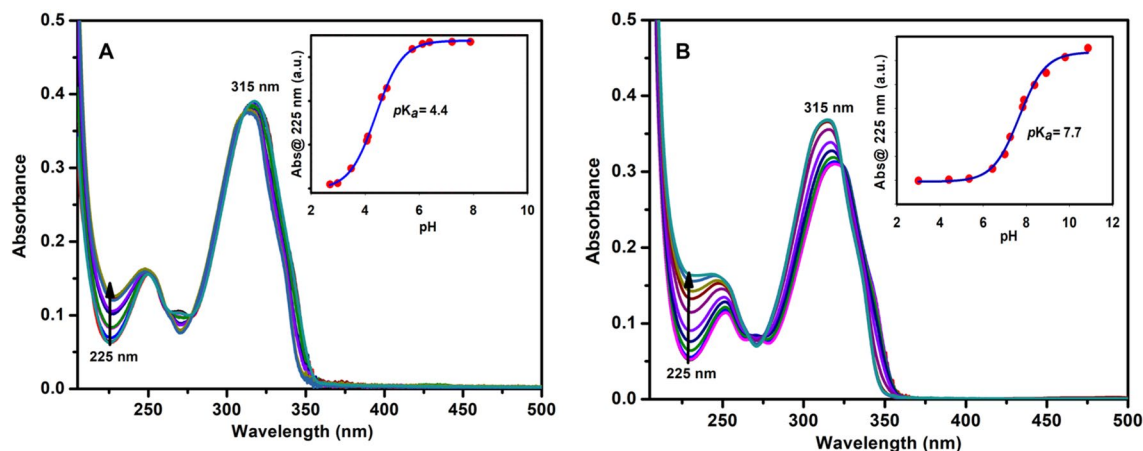 A
0.5
0.4
0.3
0.2
0.1
0.0
Absorbance
250 300 350 400 450 500
Wavelength (nm)
315 nm
225 nm
Abs@ 225 nm (a.u.)
pKa= 4.4
2 4 6 8 10
pH
B
0.5
0.4
0.3
0.2
0.1
0.0
Absorbance
250 300 350 400 450 500
Wavelength (nm)
315 nm
225 nm
Abs@ 225 nm (a.u.)
pKa= 7.7
4 6 8 10 12
pH